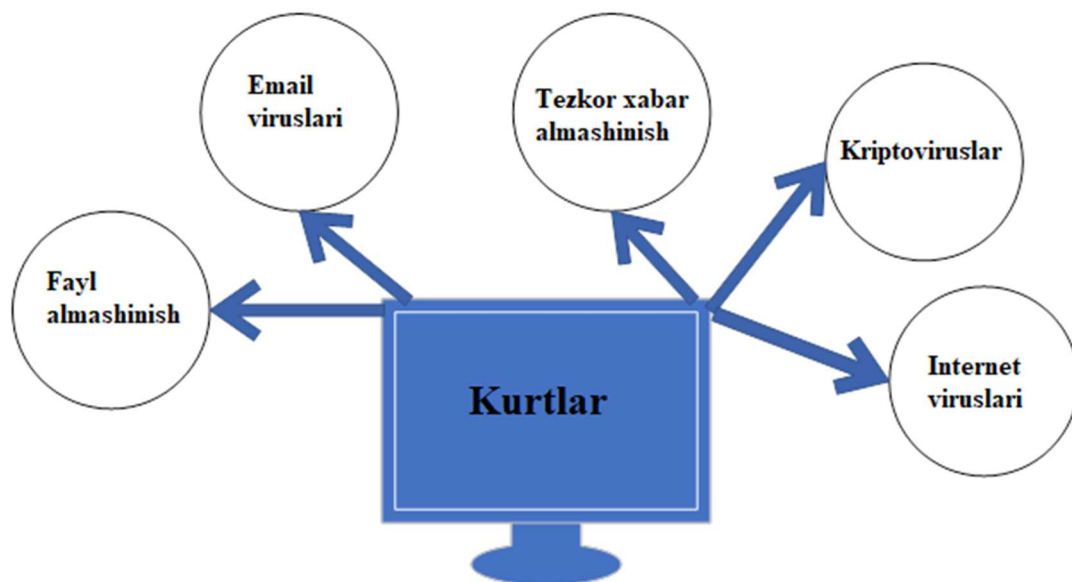 Email
viruslari
Tezkor xabar
almashinish
Kriptoviruslar
Fayl
almashinish
Internet
viruslari
Kurtlar